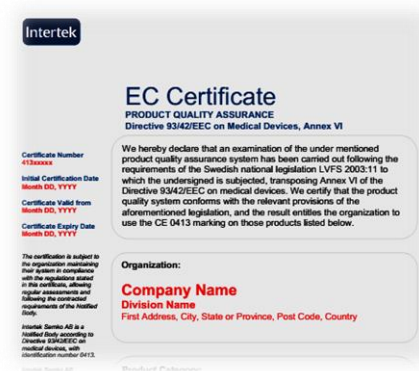 Intertek
EC Certificate
PRODUCT QUALITY ASSURANCE
Directive 93/42/EEC on Medical Devices, Annex VI
We hereby declare that an examination of the under mentioned
product quality assurance system has been carried out following the
requirements of the Swedish national legislation LVFS 2003:11 to
which the undersigned is subjected, transposing Annex VI of the
Directive 93/42/EEC on medical devices. We certify that the product
quality system conforms with the relevant provisions of the
aforementioned legislation, and the result entitles the organization to
use the CE 0413 marking on those products listed below.
Certificate Number
413xxxxx
Initial Certification Date
Month DD, YYYY
Certificate Valid from
Month DD, YYYY
Certificate Expiry Date
Month DD, YYYY
The certification is subject to
the organization maintaining
their system in compliance
with the regulations stated
in this certificate, allowing
regular assessments and
following the contracted
requirements of the Notified
Body.
Intertek Semko AB is a
Notified Body according to
Directive 93/42/EEC on
medical devices, with
identification number 0413.
Organization:
Company Name
Division Name
First Address, City, State or Province, Post Code, Country
Product Category: